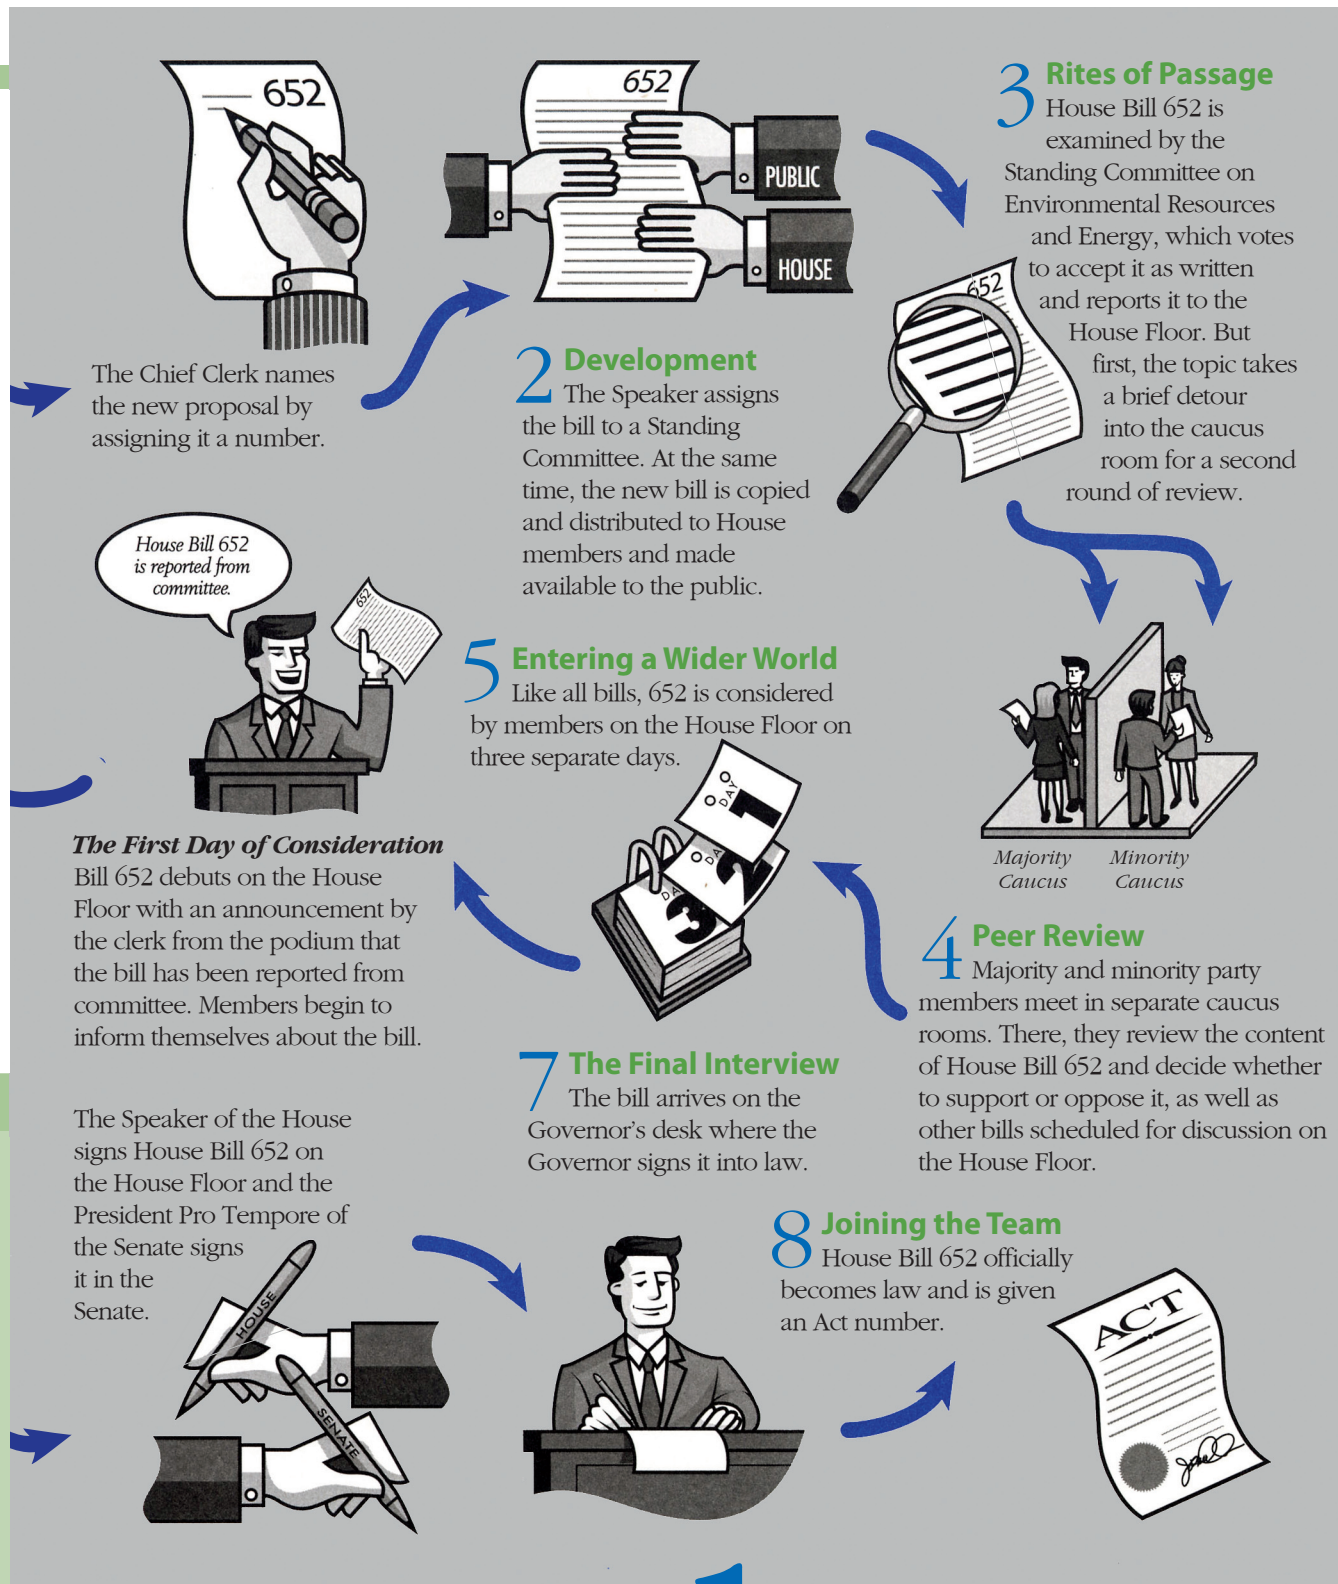 652
The Chief Clerk names
the new proposal by
assigning it a number.
652
PUBLIC
HOUSE
2 Development
The Speaker assigns
the bill to a Standing
Committee. At the same
time, the new bill is copied
and distributed to House
members and made
available to the public.
3 Rites of Passage
House Bill 652 is
examined by the
Standing Committee on
Environmental Resources
and Energy, which votes
to accept it as written
and reports it to the
House Floor. But
first, the topic takes
a brief detour
into the caucus
room for a second
round of review.
652
Majority
Caucus
Minority
Caucus
4 Peer Review
Majority and minority party
members meet in separate caucus
rooms. There, they review the content
of House Bill 652 and decide whether
to support or oppose it, as well as
other bills scheduled for discussion on
the House Floor.
5 Entering a Wider World
Like all bills, 652 is considered
by members on the House Floor on
three separate days.
DAY
1
DA
2
DA
3
House Bill 652
is reported from
committee.
652
The First Day of Consideration
Bill 652 debuts on the House
Floor with an announcement by
the clerk from the podium that
the bill has been reported from
committee. Members begin to
inform themselves about the bill.
The Speaker of the House
signs House Bill 652 on
the House Floor and the
President Pro Tempore of
the Senate signs
it in the
Senate.
HOUSE
SENATE
7 The Final Interview
The bill arrives on the
Governor's desk where the
Governor signs it into law.
8 Joining the Team
House Bill 652 officially
becomes law and is given
an Act number.
ACT